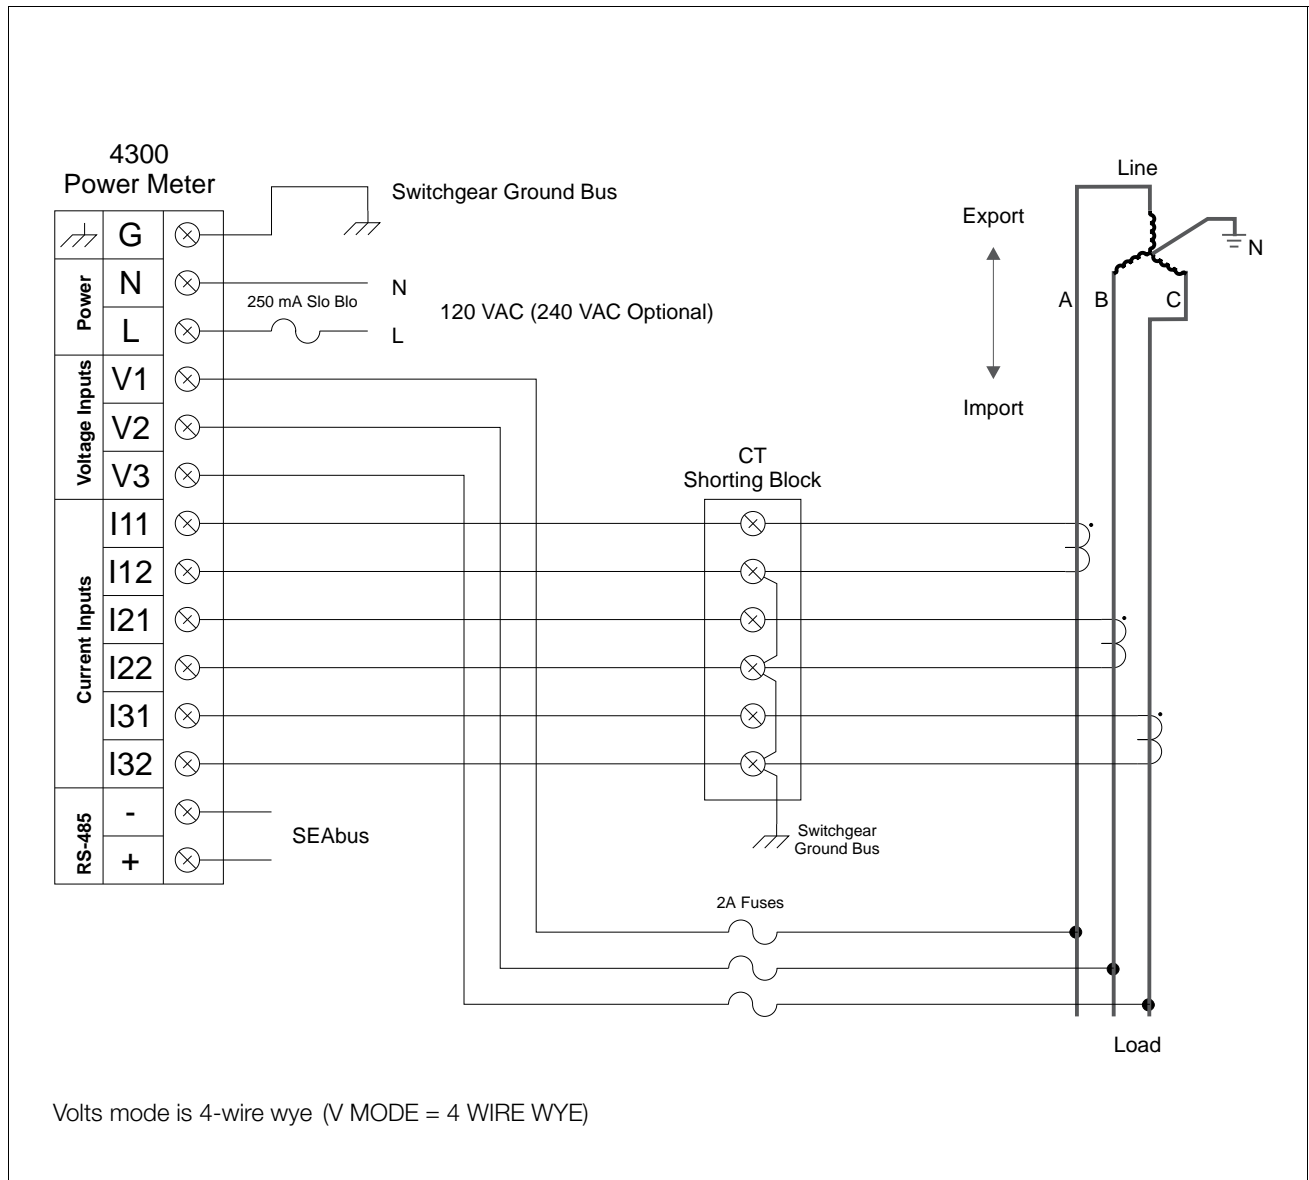 4300
Power Meter
Switchgear Ground Bus
G
Power
N
L
250 mA Slo Blo
N
L
120 VAC (240 VAC Optional)
Voltage Inputs
V1
V2
V3
Current Inputs
I11
I12
I21
I22
I31
I32
RS-485
-
+
SEAbus
CT
Shorting Block
Switchgear
Ground Bus
2A Fuses
Export
Import
Line
N
A
B
C
Load
Volts mode is 4-wire wye (V MODE = 4 WIRE WYE)